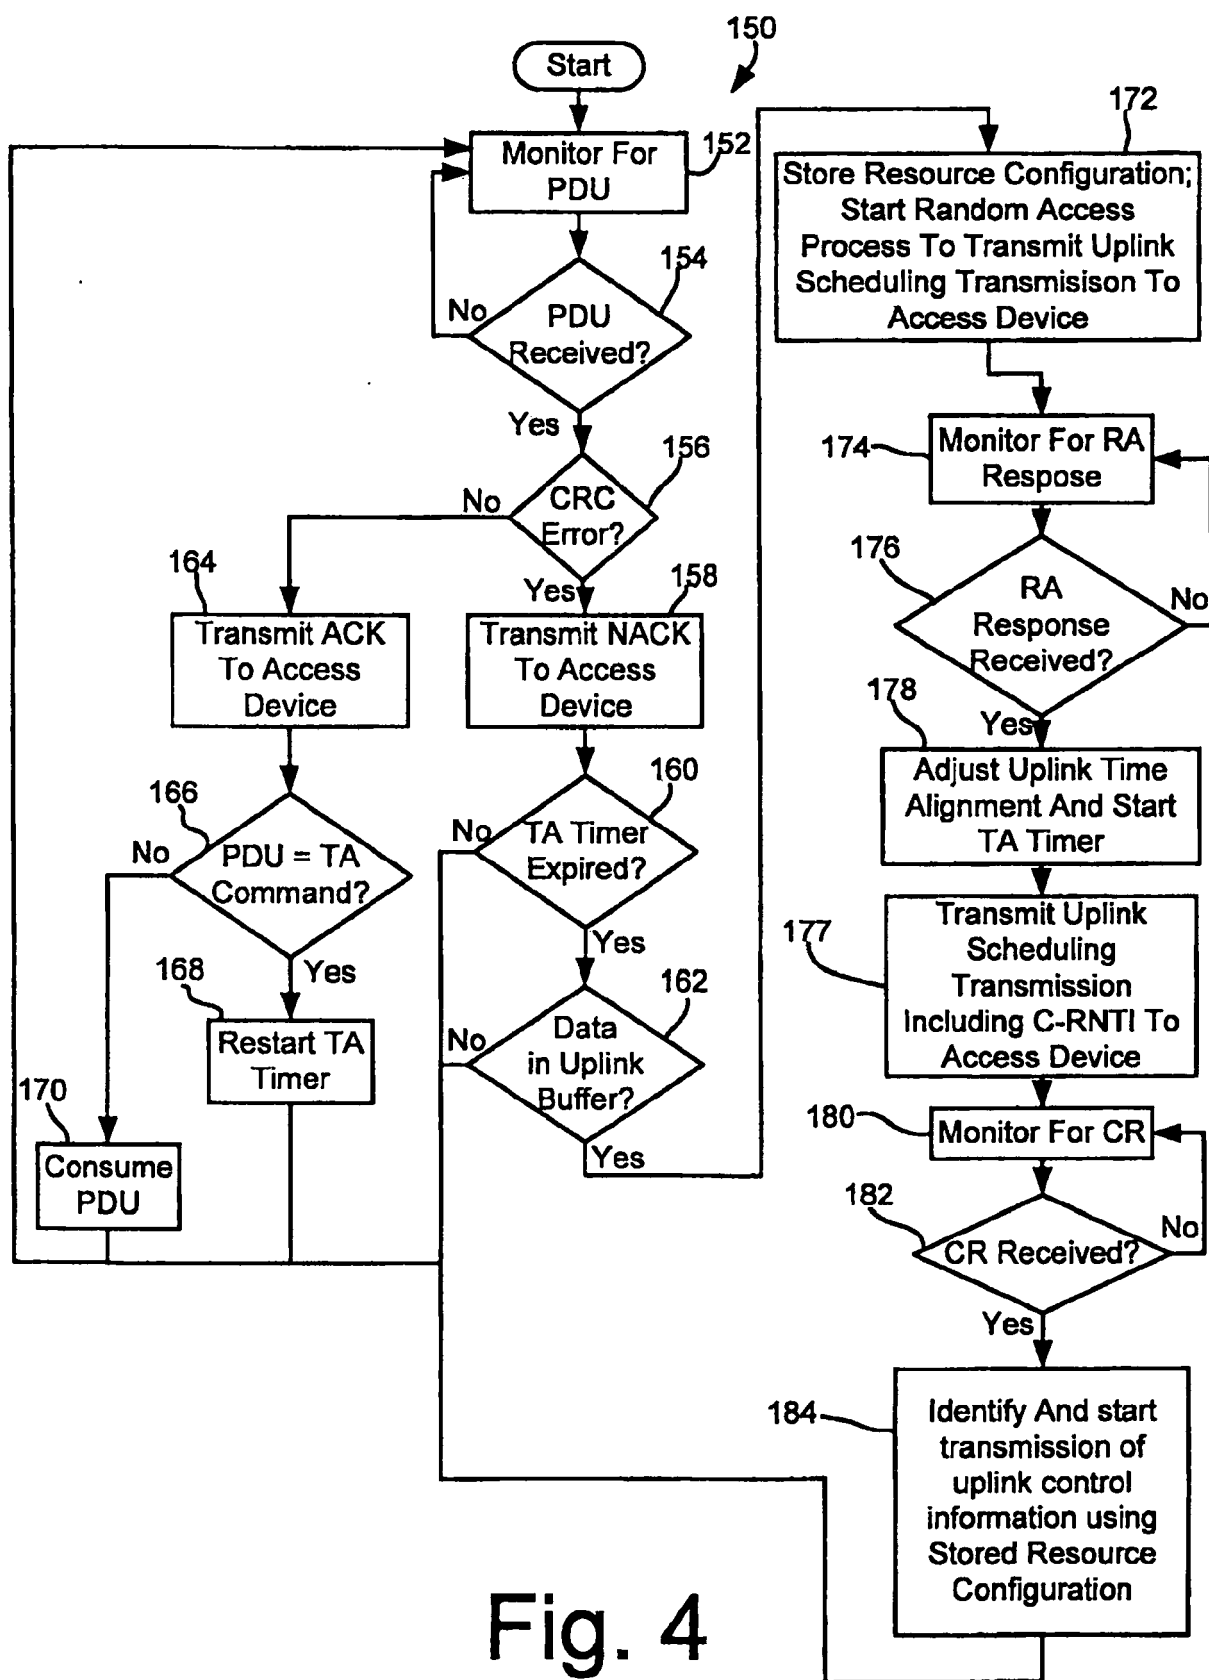 150
Start
Monitor For
PDU
152
154
No
PDU
Received?
Yes
156
No
CRC
Error?
Yes
164
Transmit ACK
To Access
Device
158
Transmit NACK
To Access
Device
166
No
PDU = TA
Command?
Yes
160
No
TA Timer
Expired?
Yes
168
Restart TA
Timer
162
No
Data
in Uplink
Buffer?
Yes
170
Consume
PDU
172
Store Resource Configuration;
Start Random Access
Process To Transmit Uplink
Scheduling Transmisison To
Access Device
174
Monitor For RA
Respose
176
RA
Response
Received?
No
Yes
178
Adjust Uplink Time
Alignment And Start
TA Timer
177
Transmit Uplink
Scheduling
Transmission
Including C-RNTI To
Access Device
180
Monitor For CR
182
CR Received?
No
Yes
184
Identify And start
transmission of
uplink control
information using
Stored Resource
Configuration
Fig. 4